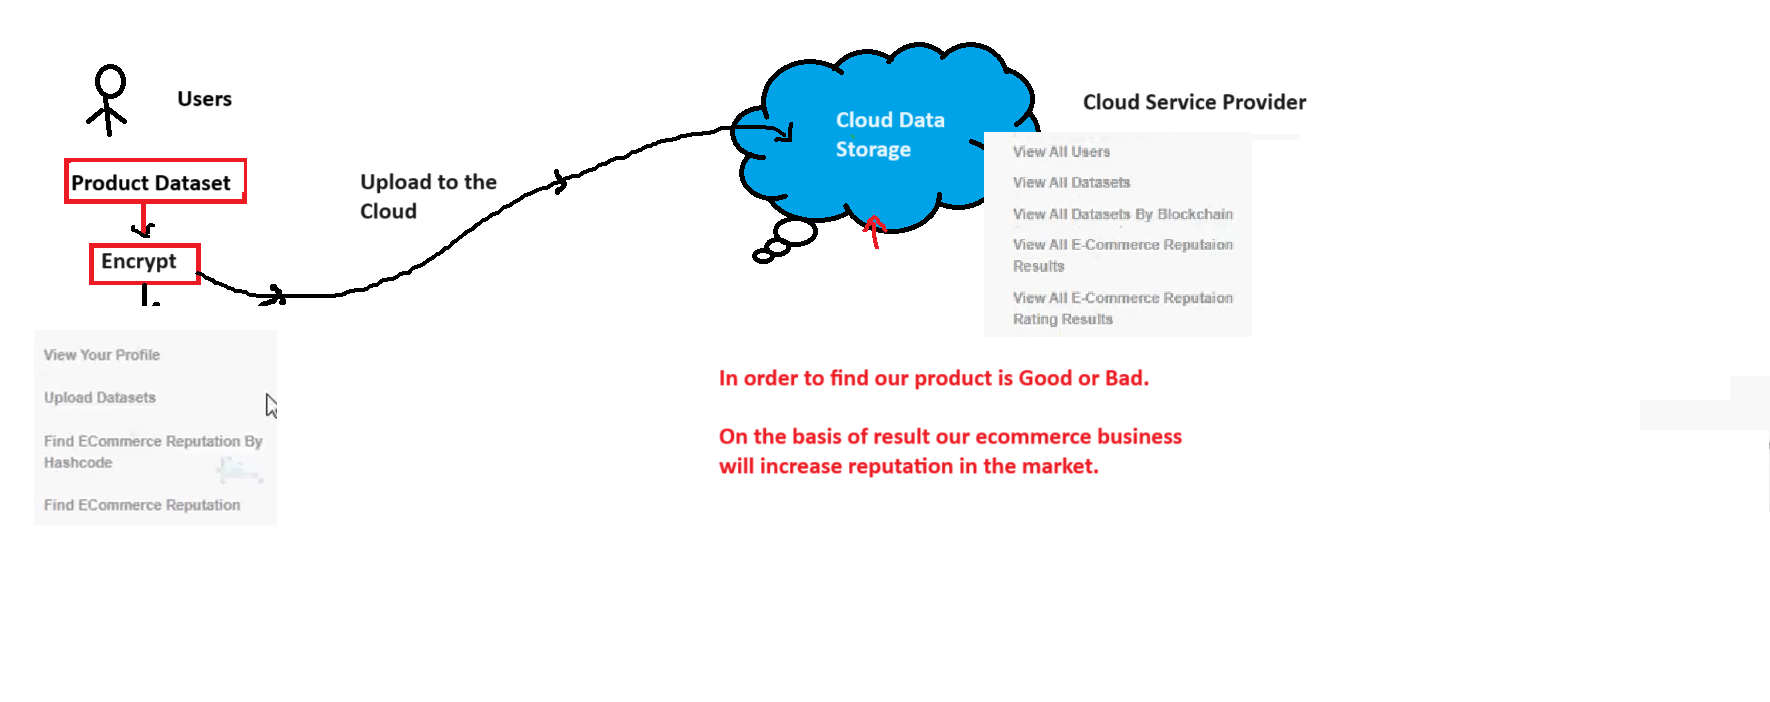 Users
Product Dataset
Encrypt
Upload to the
Cloud
Cloud Data
Storage
Cloud Service Provider
View All Users
View All Datasets
View All Datasets By Blockchain
View All E-Commerce Reputaion
Results
View All E-Commerce Reputaion
Rating Results
View Your Profile
Upload Datasets
Find ECommerce Reputation By
Hashcode
Find ECommerce Reputation
In order to find our product is Good or Bad.
On the basis of result our ecommerce business
will increase reputation in the market.